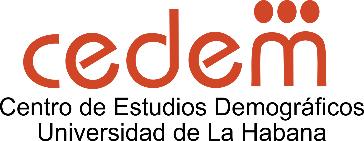 cedem
Centro de Estudios Demográficos
Universidad de La Habana